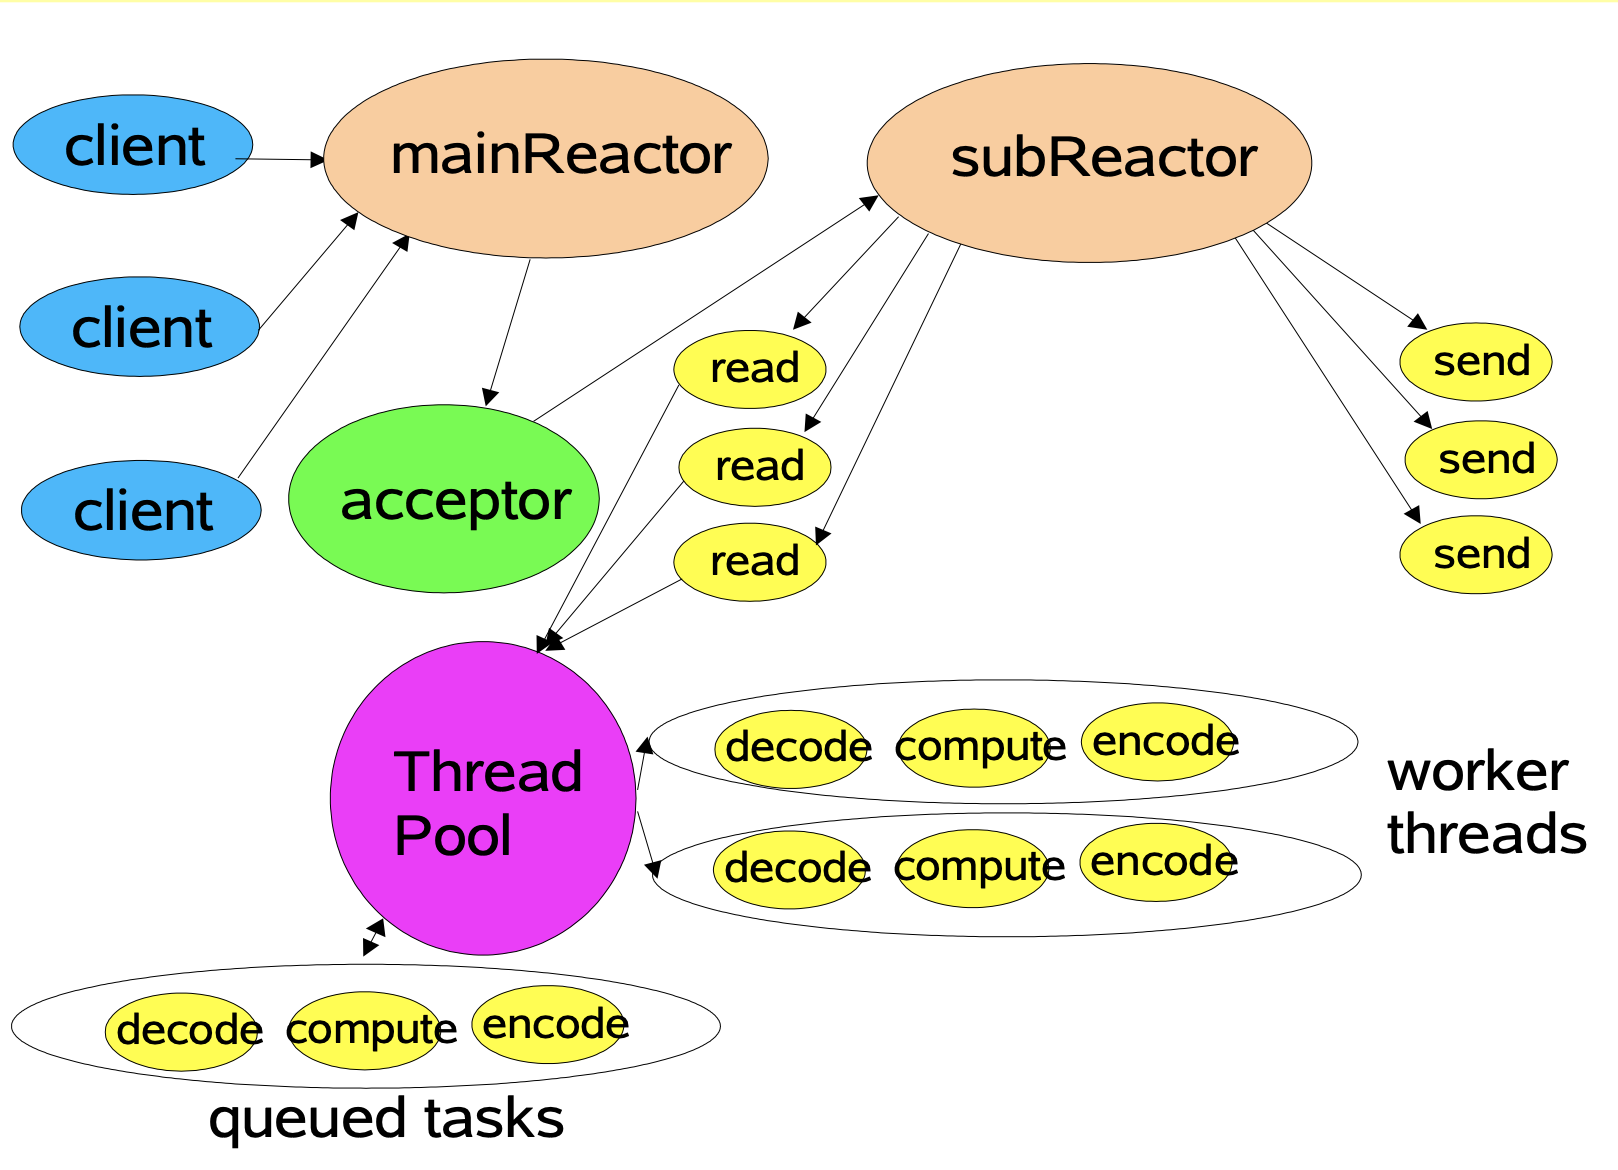 client
mainReactor
subReactor
client
client
acceptor
read
read
read
send
send
send
Thread
Pool
decode
compute
encode
decode
compute
encode
worker
threads
decode
compute
encode
queued tasks